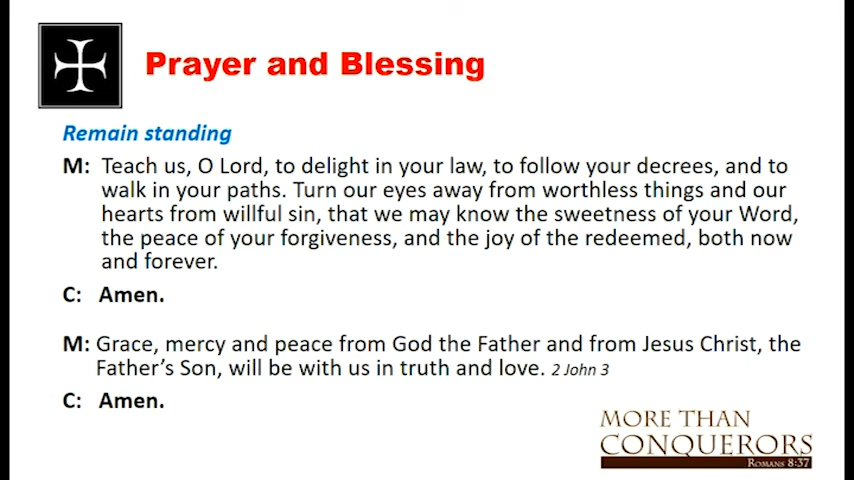 Prayer and Blessing
Remain standing
M: Teach us, O Lord, to delight in your law, to follow your decrees, and to
walk in your paths. Turn our eyes away from worthless things and our
hearts from willful sin, that we may know the sweetness of your Word,
the peace of your forgiveness, and the joy of the redeemed, both now
and forever.
C: Amen.
M: Grace, mercy and peace from God the Father and from Jesus Christ, the
Father’s Son, will be with us in truth and love. 2 John 3
C: Amen.
MORE THAN
CONQUERORS
ROMANS 8:37